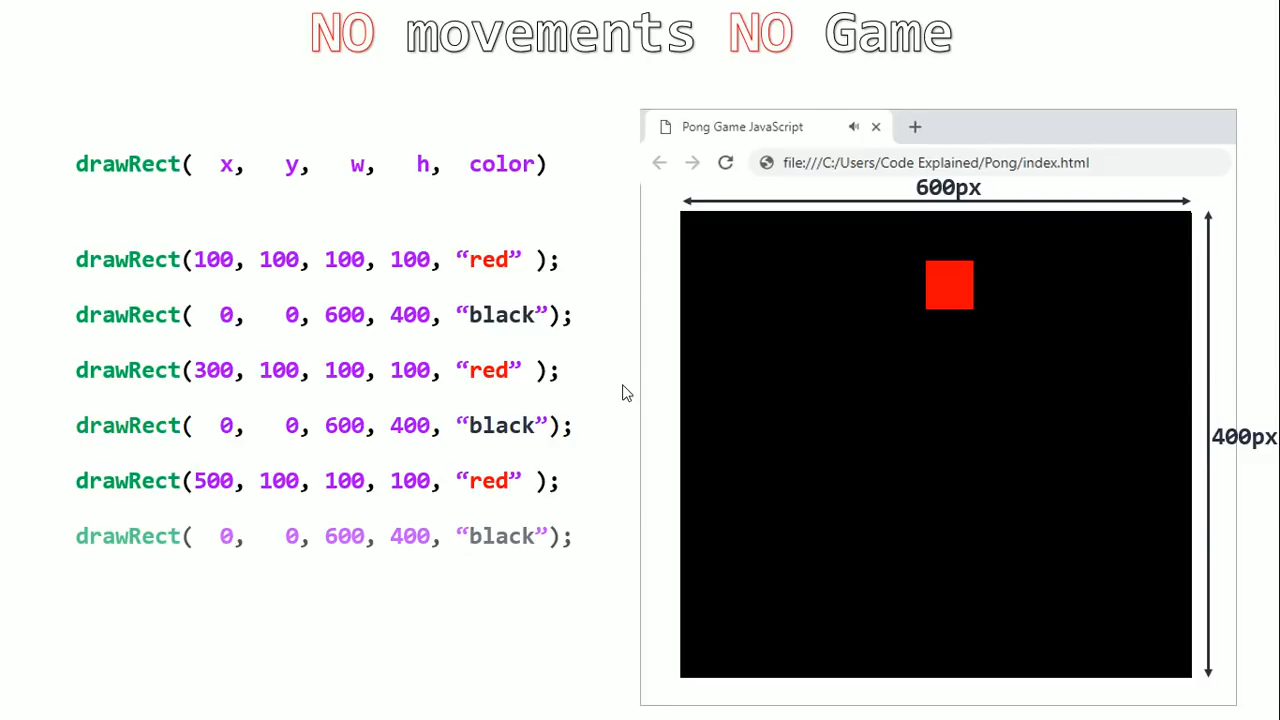 NO movements NO Game
drawRect( x, y, w, h, color)
drawRect(100, 100, 100, 100, “red” );
drawRect( 0, 0, 600, 400, “black”);
drawRect(300, 100, 100, 100, “red” );
drawRect( 0, 0, 600, 400, “black”);
drawRect(500, 100, 100, 100, “red” );
drawRect( 0, 0, 600, 400, “black”);
Pong Game JavaScript
file:///C:/Users/Code Explained/Pong/index.html
600px
400px